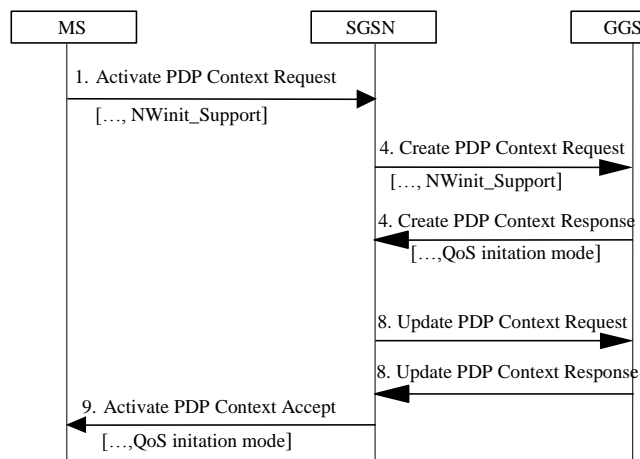 MS
SGSN
GGS
1. Activate PDP Context Request
[…, NWinit_Support]
4. Create PDP Context Request
[…, NWinit_Support]
4. Create PDP Context Response
[…,QoS initation mode]
8. Update PDP Context Request
8. Update PDP Context Response
9. Activate PDP Context Accept
[…,QoS initation mode]